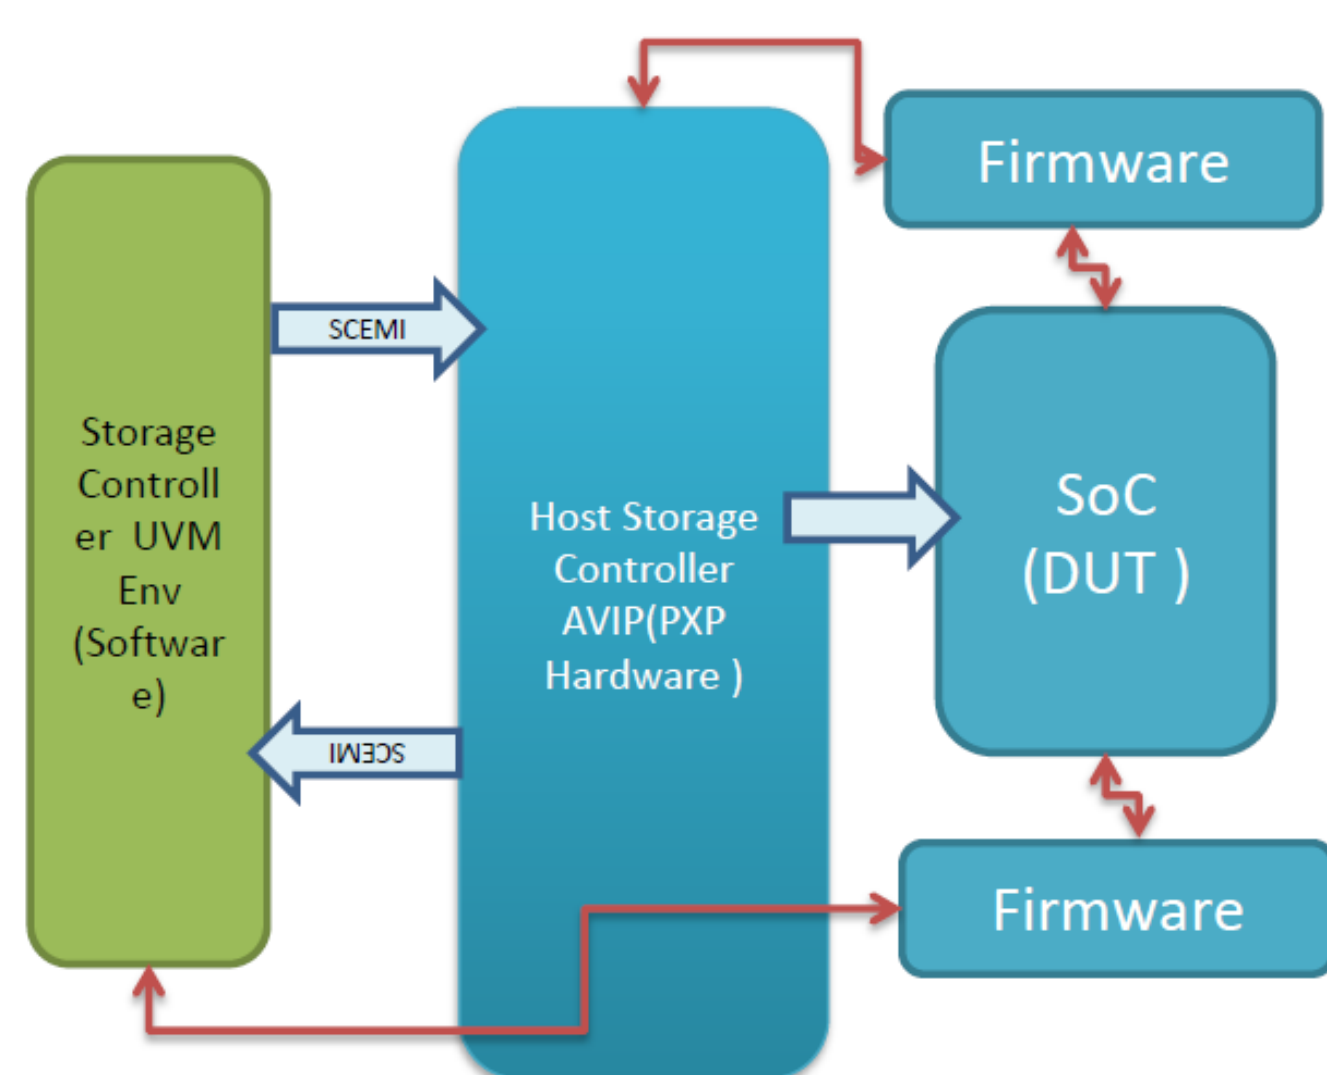 Firmware
SCEMI
Storage
Controll
er UVM
Env
(Softwar
e)
SCEMI
Host Storage
Controller
AVIP(PXP
Hardware )
SoC
(DUT )
Firmware